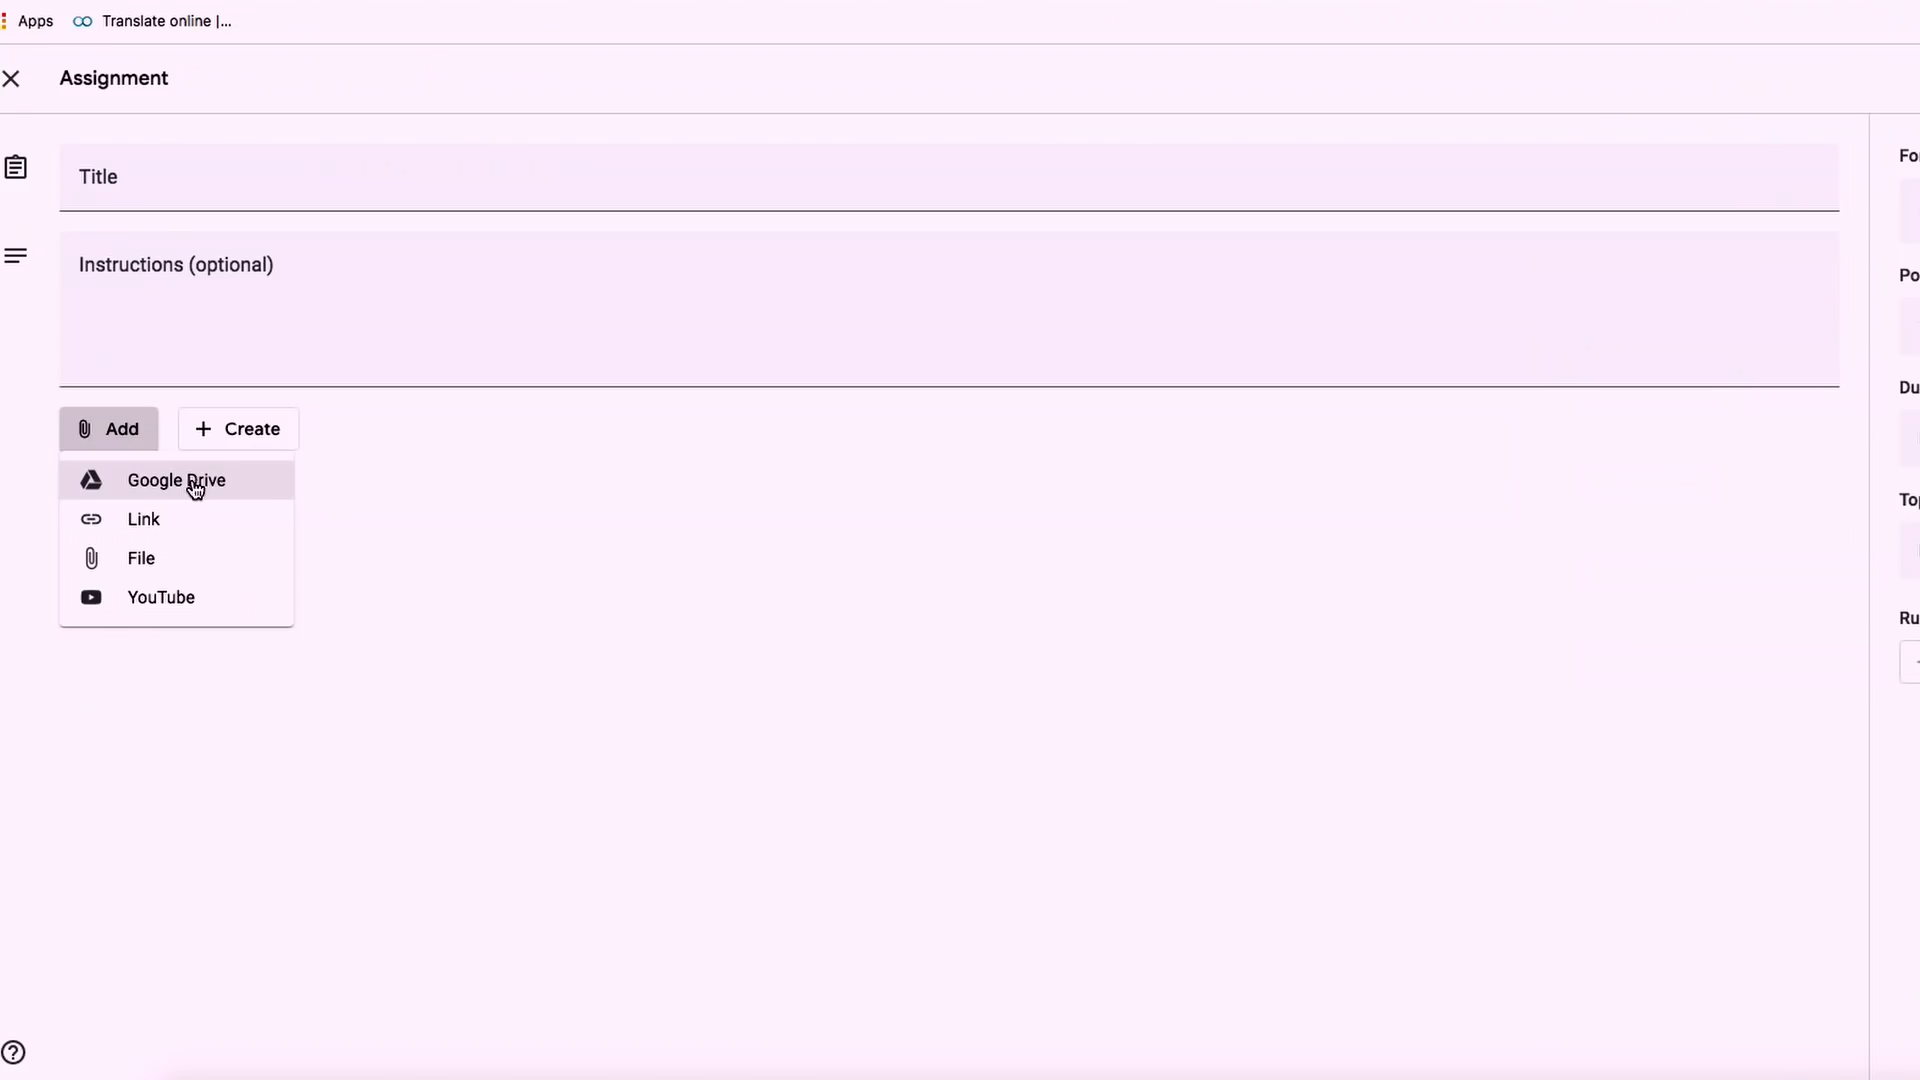 Apps Translate online |...
Assignment
Title
Instructions (optional)
Add
Create
Google Drive
Link
File
YouTube
Fo
Po
Du
To
Ru